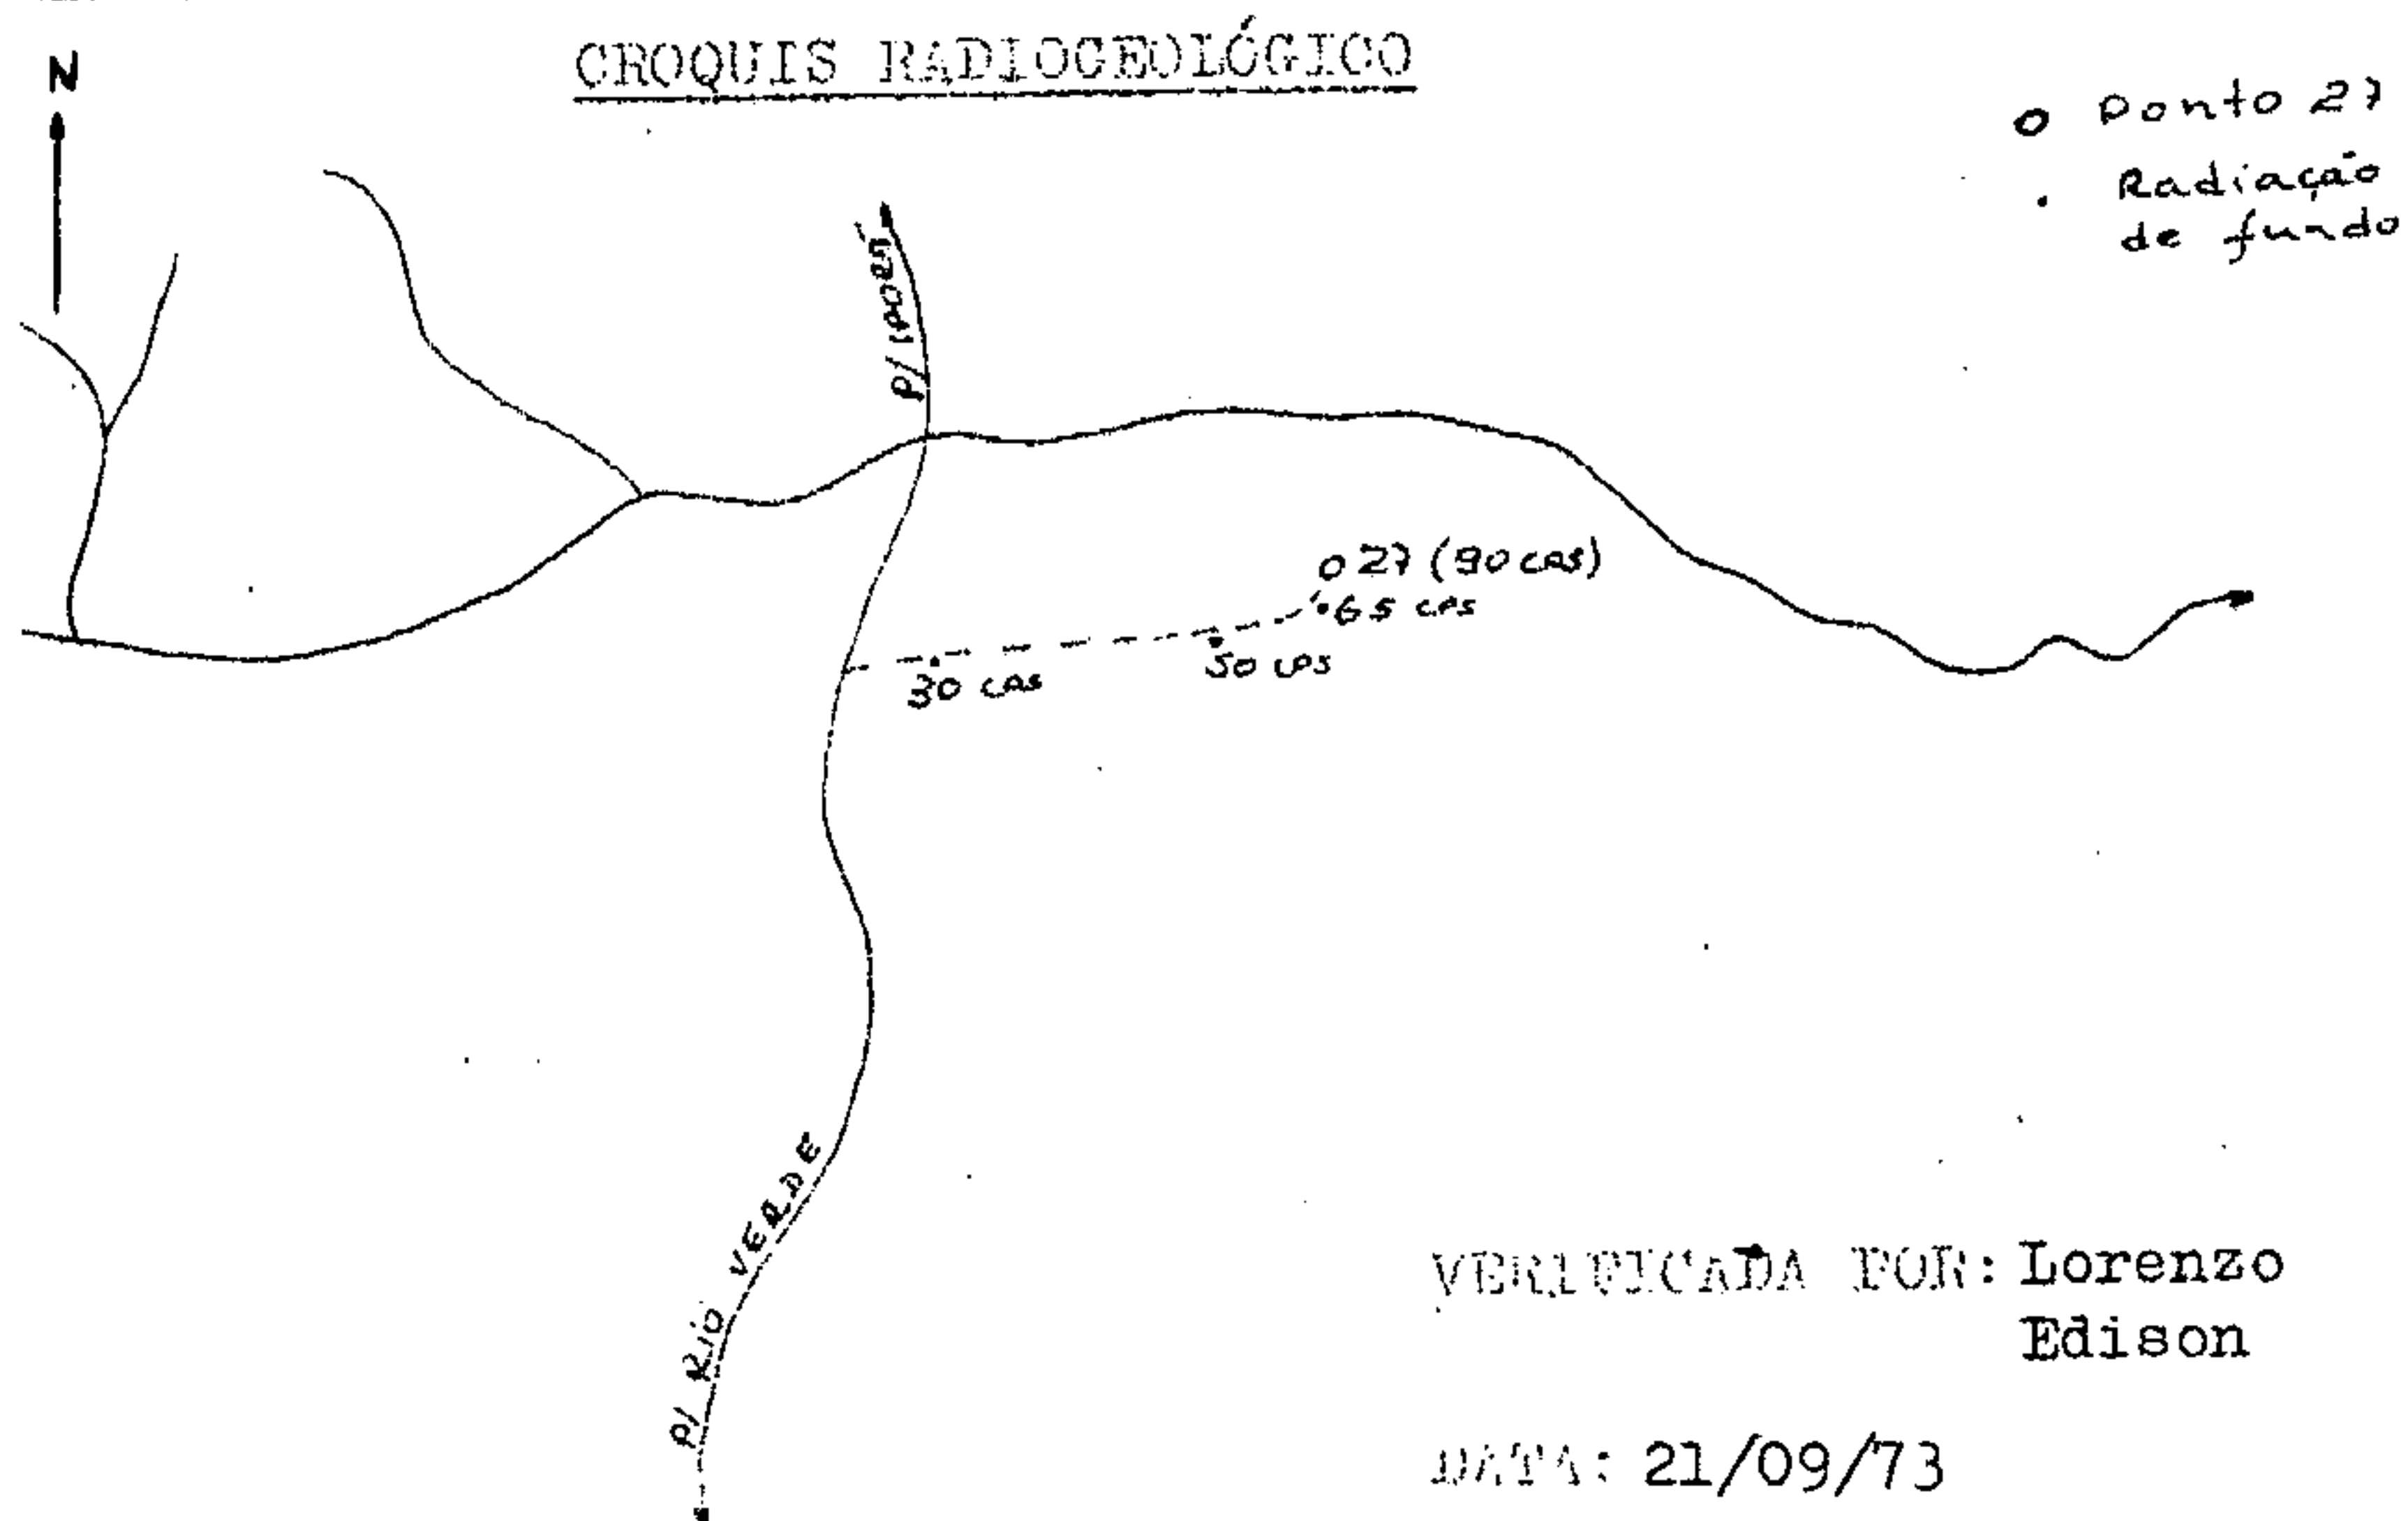 CROQUIS RADIOGEOLÓGICO
N
o Ponto 27
. Radiação
de fundo
P/
o 27 (90 cps)
.65 cps
50 cps
30 cps
P/ RIO VERDE
VERIFICADA POR: Lorenzo
Edison
DATA: 21/09/73